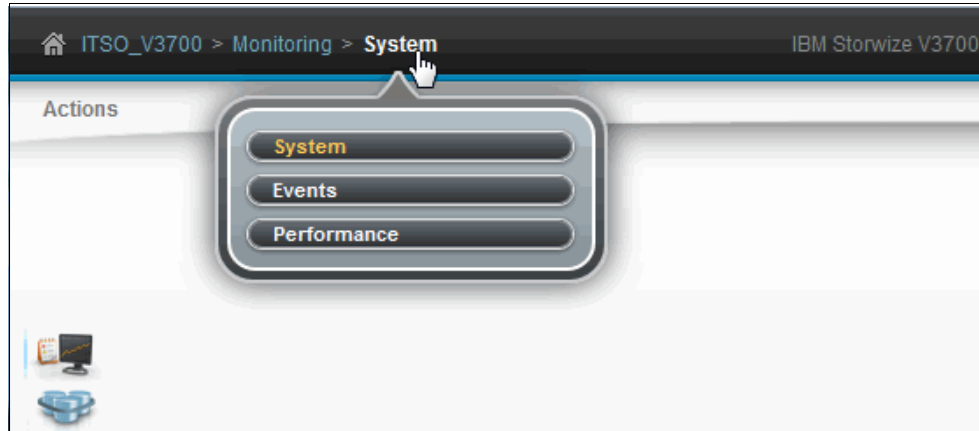 ITSO_V3700 > Monitoring > System IBM Storwize V3700
Actions
System
Events
Performance